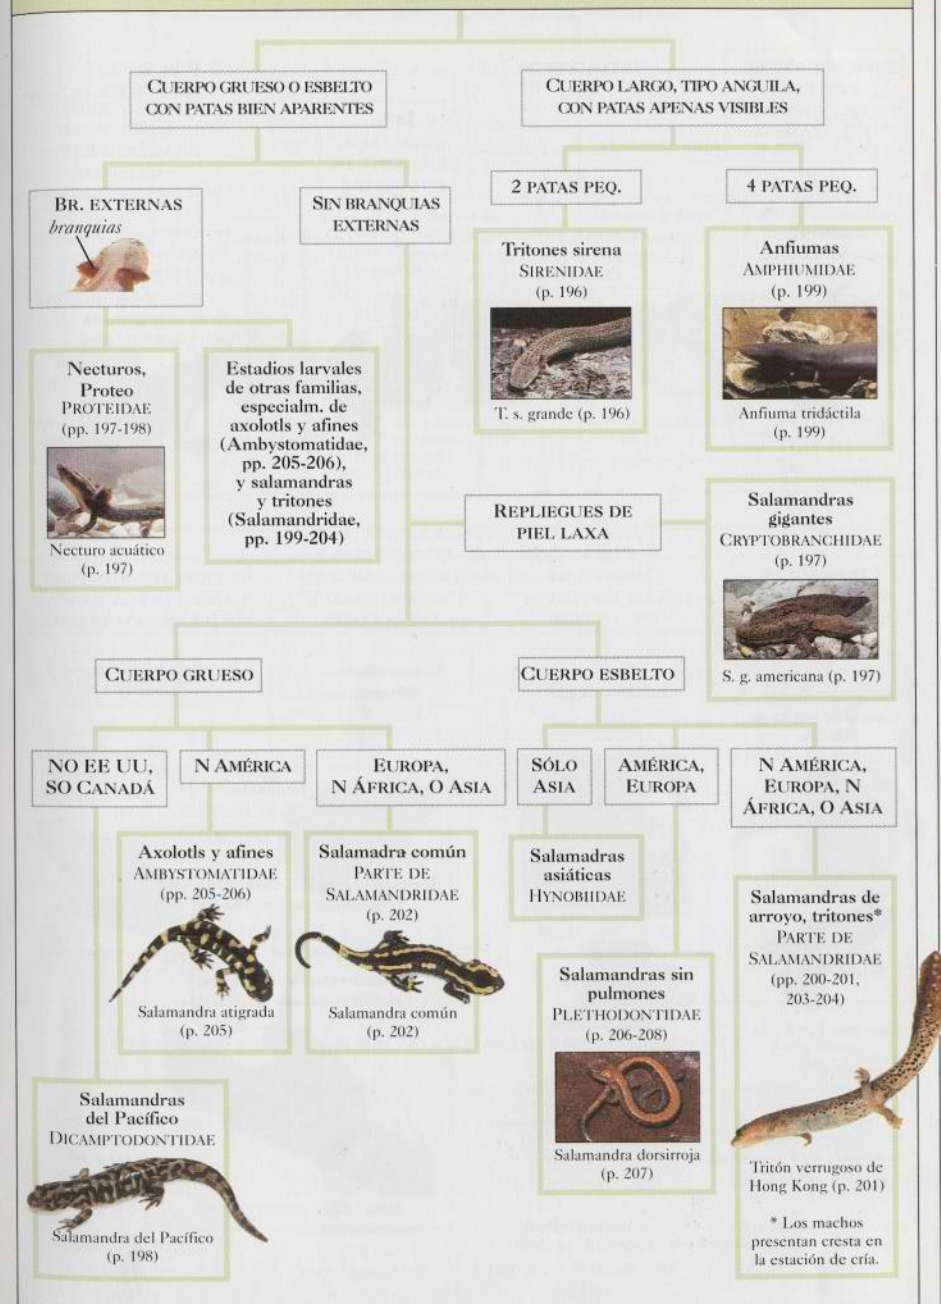 CUERPO GRUESO O ESBELTO
CON PATAS BIEN APARENTES
CUERPO LARGO, TIPO ANGUILA,
CON PATAS APENAS VISIBLES
BR. EXTERNAS
branquias
SIN BRANQUIAS
EXTERNAS
2 PATAS PEQ.
4 PATAS PEQ.
Tritones sirena
SIRENIDAE
(p. 196)
T. s. grande (p. 196)
Anfiumas
AMPHIUMIDAE
(p. 199)
Anfiuma tridáctila
(p. 199)
Necturos,
Proteo
PROTEIDAE
(pp. 197-198)
Necturo acuático
(p. 197)
Estadios larvales
de otras familias,
especialm. de
axolotls y afines
(Ambystomatidae,
pp. 205-206),
y salamandras
y tritones
(Salamandridae,
pp. 199-204)
REPLIEGUES DE
PIEL LAXA
Salamandras
gigantes
CRYPTOBRANCHIDAE
(p. 197)
S. g. americana (p. 197)
CUERPO GRUESO
CUERPO ESBELTO
NO EE UU,
SO CANADÁ
N AMÉRICA
EUROPA,
N ÁFRICA, O ASIA
SÓLO
ASIA
AMÉRICA,
EUROPA
N AMÉRICA,
EUROPA, N
ÁFRICA, O ASIA
Axolotls y afines
AMBYSTOMATIDAE
(pp. 205-206)
Salamandra atigrada
(p. 205)
Salamadra común
PARTE DE
SALAMANDRIDAE
(p. 202)
Salamandra común
(p. 202)
Salamadras
asiáticas
HYNOBIIDAE
Salamandras sin
pulmones
PLETHODONTIDAE
(p. 206-208)
Salamandra dorsirroja
(p. 207)
Salamandras de
arroyo, tritones*
PARTE DE
SALAMANDRIDAE
(pp. 200-201,
203-204)
Tritón verrugoso de
Hong Kong (p. 201)
* Los machos
presentan cresta en
la estación de cría.
Salamandras
del Pacífico
DICAMPTODONTIDAE
Salamandra del Pacífico
(p. 198)